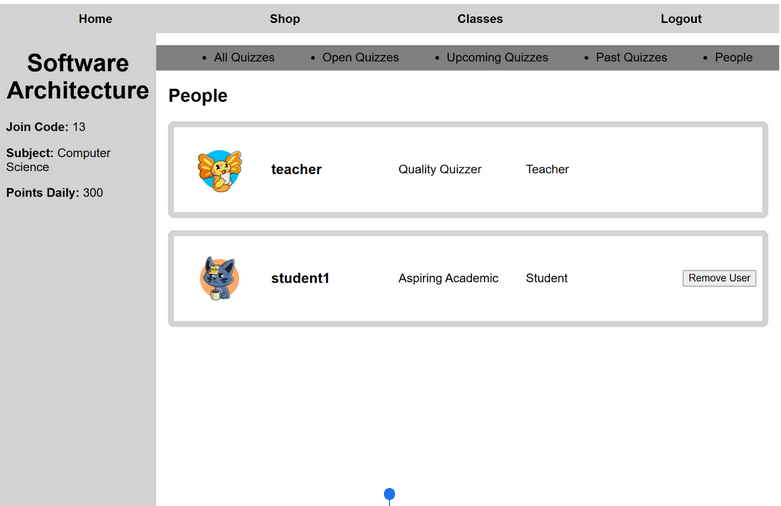 Home Shop Classes Logout
Software
Architecture
Join Code: 13
Subject: Computer
Science
Points Daily: 300
• All Quizzes • Open Quizzes • Upcoming Quizzes • Past Quizzes • People
People
teacher Quality Quizzer Teacher
student1 Aspiring Academic Student Remove User